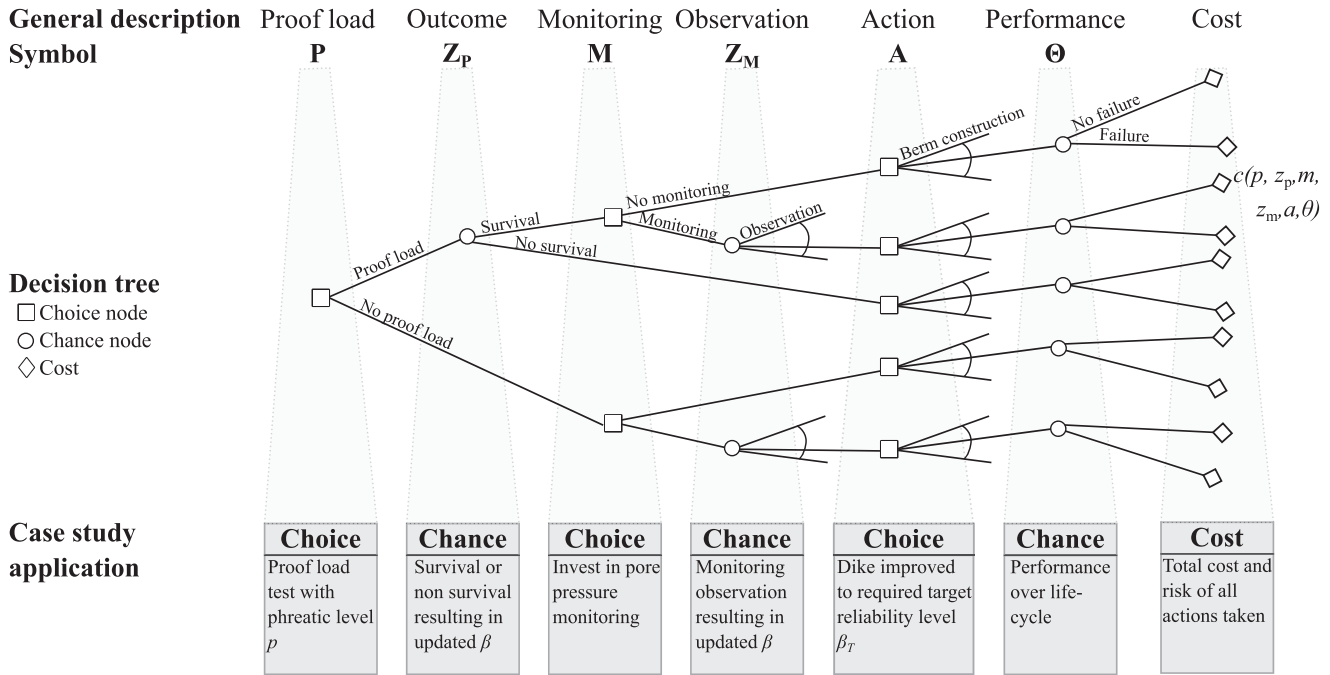 General description Proof load Outcome Monitoring Observation Action Performance Cost
Symbol P Z_P M Z_M A Θ
No failure
Failure
Berm construction
c(p, z_p,m,
z_m,a,θ)
No monitoring
Monitoring
Observation
Survival
No survival
Proof load
No proof load
Decision tree
Choice node
Chance node
Cost
Case study
application
Choice
Proof load
test with
phreatic level
p
Chance
Survival or
non survival
resulting in
updated β
Choice
Invest in pore
pressure
monitoring
Chance
Monitoring
observation
resulting in
updated β
Choice
Dike improved
to required target
reliability level
β_T
Chance
Performance
over life-
cycle
Cost
Total cost and
risk of all
actions taken